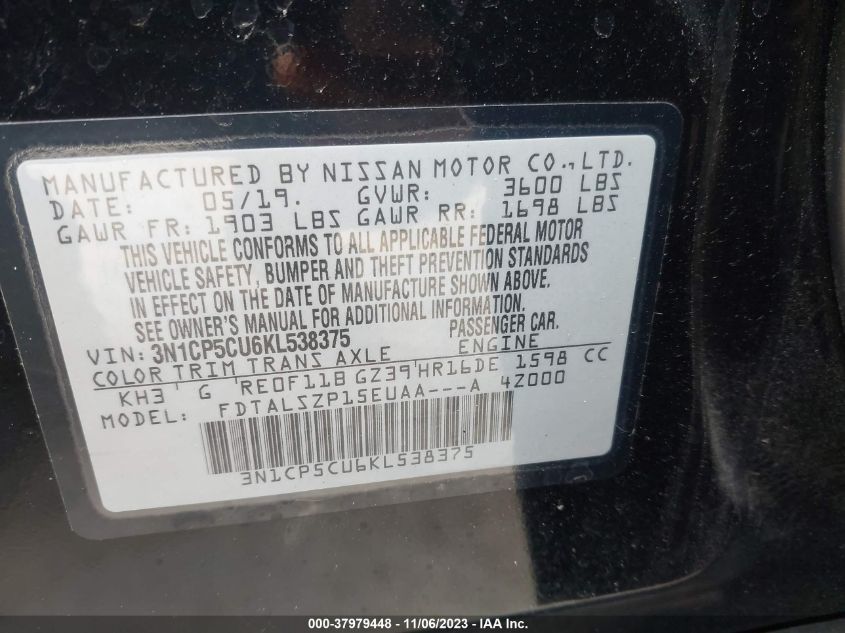 MANUFACTURED BY NISSAN MOTOR CO., LTD.
DATE: 05/19. GVWR: 3600 LBS
GAWR FR: 1903 LBS GAWR RR: 1698 LBS
THIS VEHICLE CONFORMS TO ALL APPLICABLE FEDERAL MOTOR
VEHICLE SAFETY, BUMPER AND THEFT PREVENTION STANDARDS
IN EFFECT ON THE DATE OF MANUFACTURE SHOWN ABOVE.
SEE OWNER'S MANUAL FOR ADDITIONAL INFORMATION.
VIN: 3N1CP5CU6KL538375 PASSENGER CAR.
COLOR TRIM TRANS AXLE ENGINE
KH3 G RE0F11B GZ39 HR16DE 1598 CC
MODEL: FDTALSZP15EUAA---A 42000
3N1CP5CU6KL538375
000-37979448 - 11/06/2023 - IAAI.com